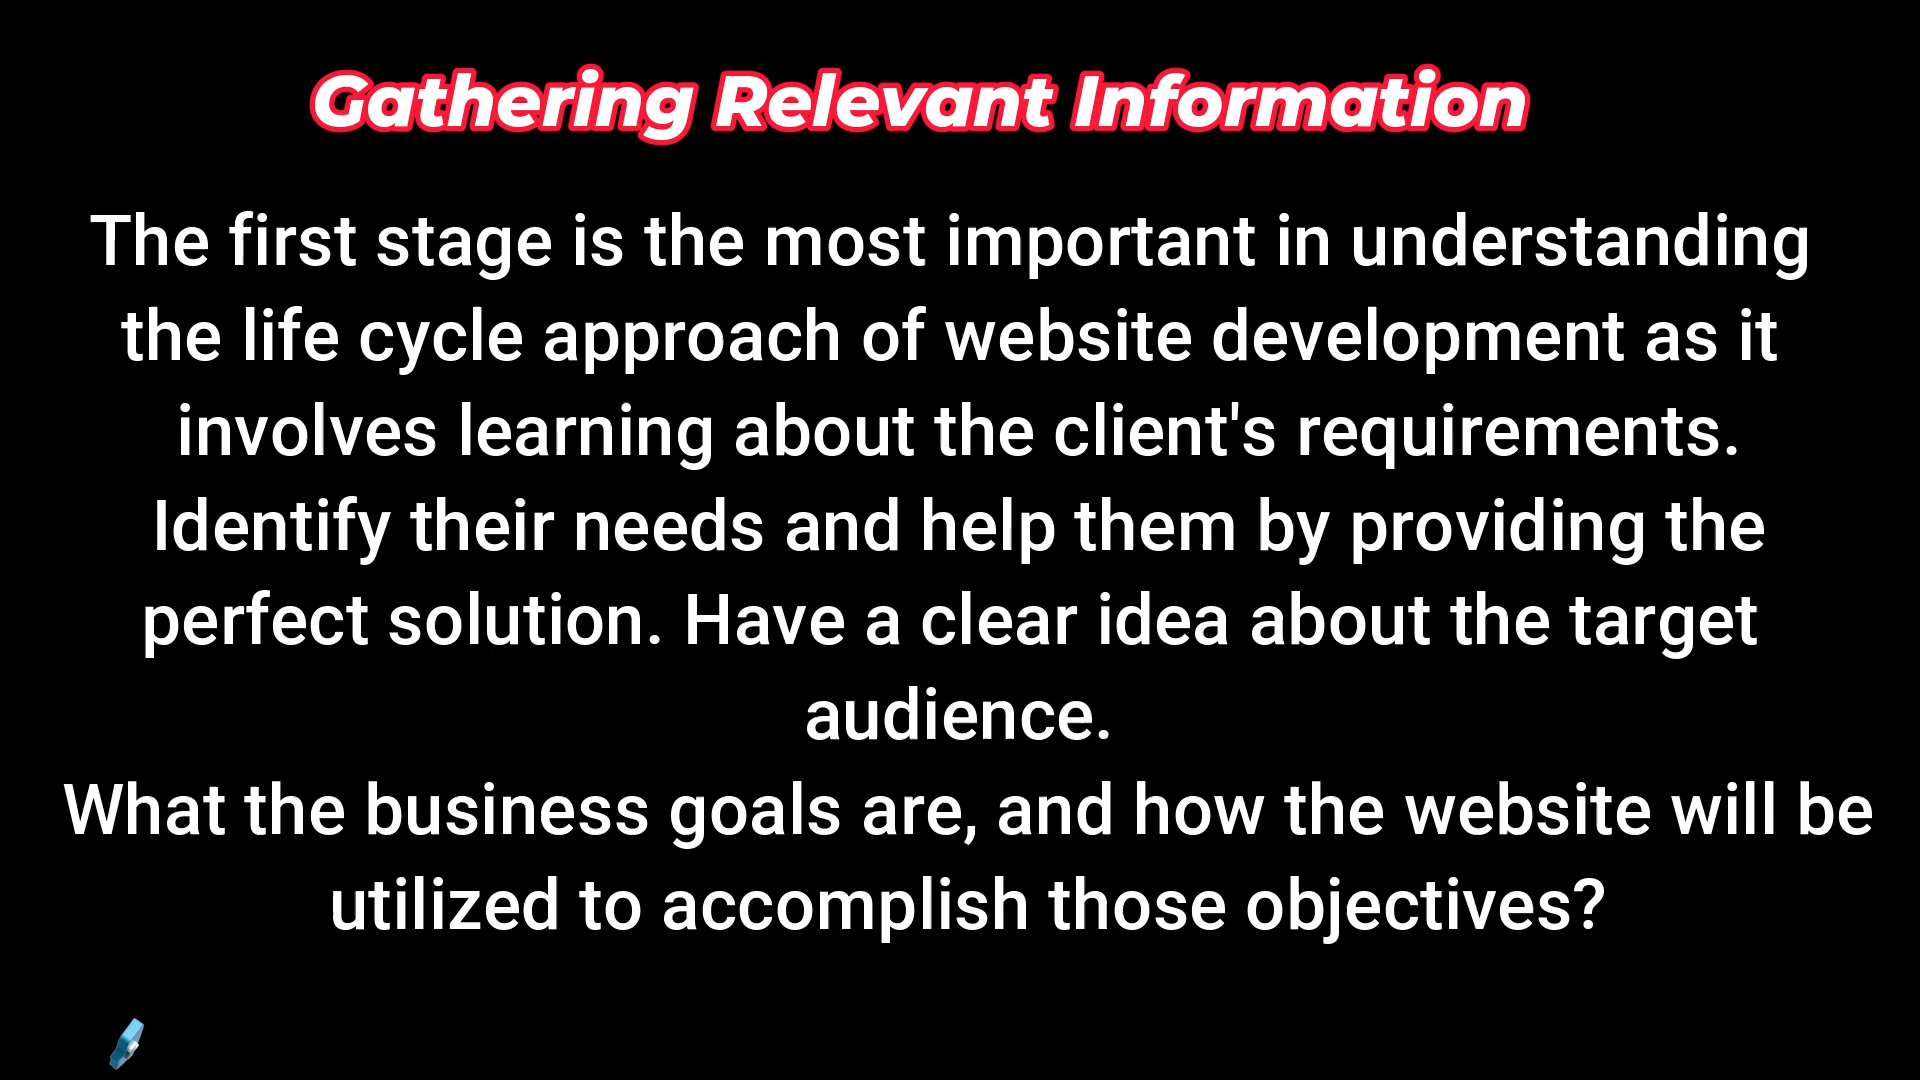 Gathering Relevant Information
The first stage is the most important in understanding
the life cycle approach of website development as it
involves learning about the client's requirements.
Identify their needs and help them by providing the
perfect solution. Have a clear idea about the target
audience.
What the business goals are, and how the website will be
utilized to accomplish those objectives?